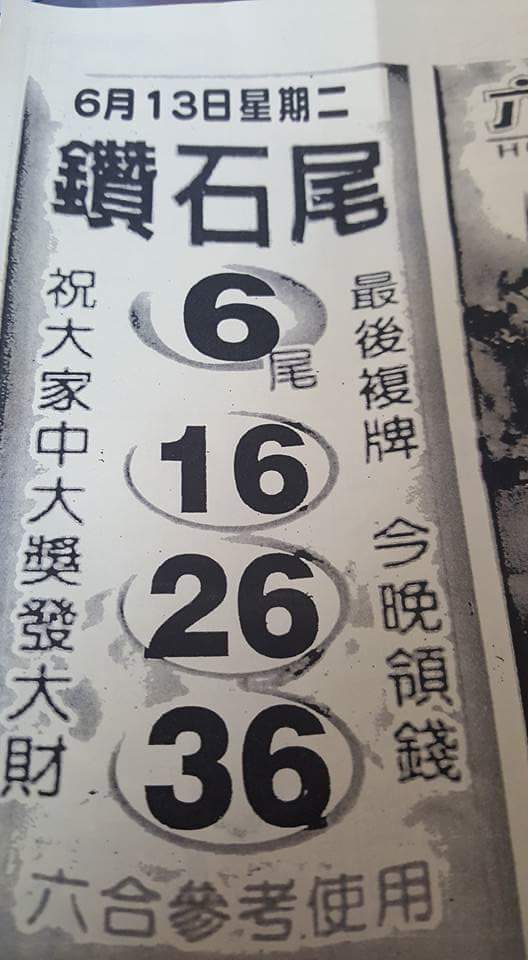 6月13日星期二
鑽石尾
最後複牌 今晚領錢
6尾
16
26
36
祝大家中大獎發大財
六合參考使用